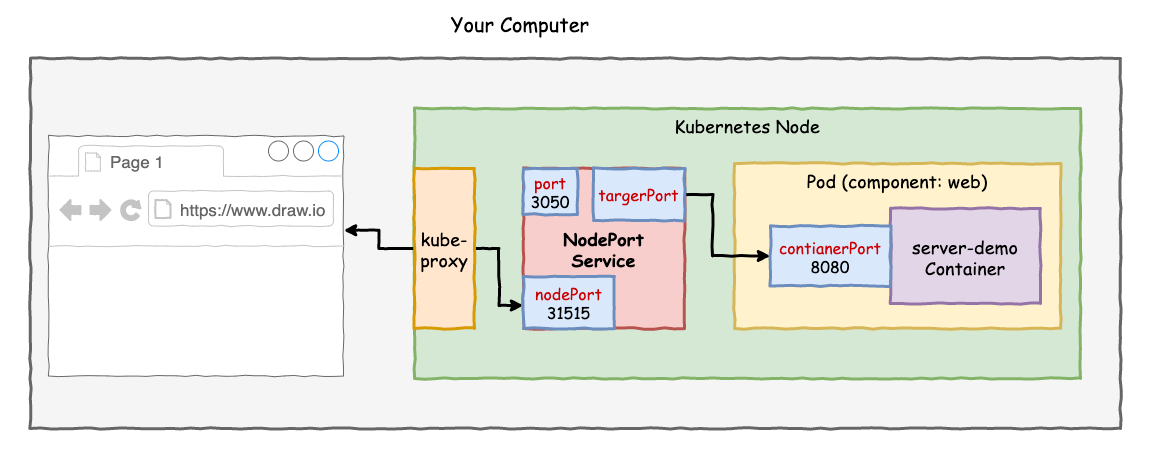 Your Computer
Kubernetes Node
Page 1
https://www.draw.io
kube-
proxy
port
3050
targerPort
NodePort
Service
nodePort
31515
Pod (component: web)
contianerPort
8080
server-demo
Container